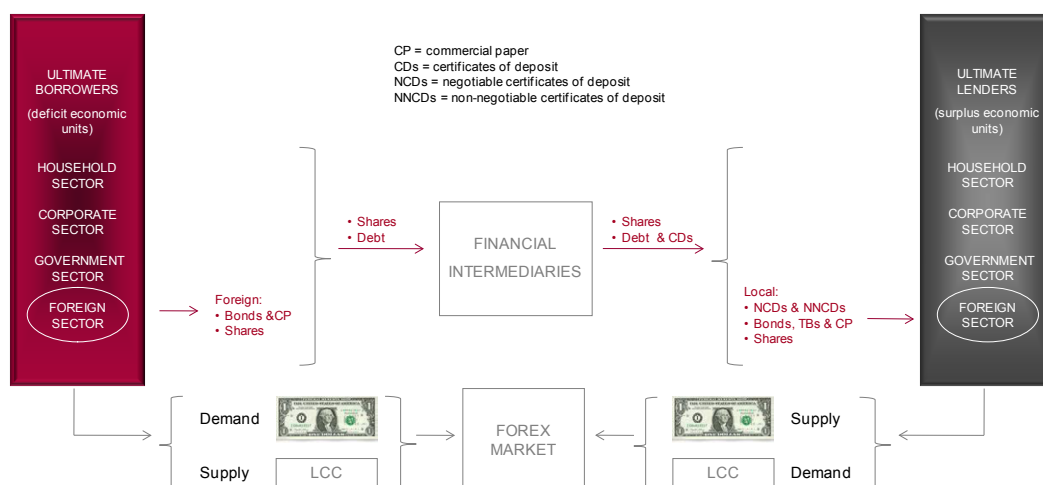 CP = commercial paper
CDs = certificates of deposit
NCDs = negotiable certificates of deposit
NNCDs = non-negotiable certificates of deposit
ULTIMATE
BORROWERS
(deficit economic
units)
HOUSEHOLD
SECTOR
CORPORATE
SECTOR
GOVERNMENT
SECTOR
FOREIGN
SECTOR
Foreign:
• Bonds &CP
• Shares
• Shares
• Debt
FINANCIAL
INTERMEDIARIES
• Shares
• Debt & CDs
Local:
• NCDs & NNCDs
• Bonds, TBs & CP
• Shares
ULTIMATE
LENDERS
(surplus economic
units)
HOUSEHOLD
SECTOR
CORPORATE
SECTOR
GOVERNMENT
SECTOR
FOREIGN
SECTOR
Demand
Supply
LCC
FOREX
MARKET
Supply
LCC
Demand